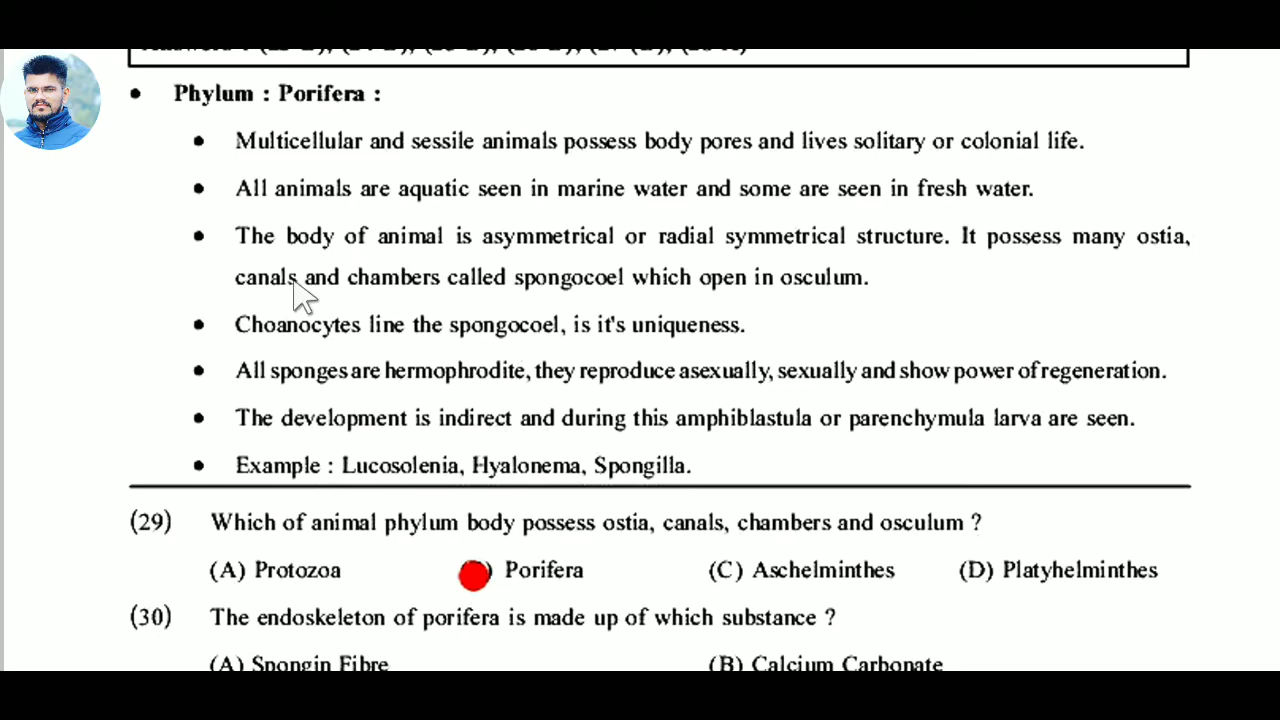 • Phylum : Porifera :
• Multicellular and sessile animals possess body pores and lives solitary or colonial life.
• All animals are aquatic seen in marine water and some are seen in fresh water.
• The body of animal is asymmetrical or radial symmetrical structure. It possess many ostia,
canals and chambers called spongocoel which open in osculum.
• Choanocytes line the spongocoel, is it's uniqueness.
• All sponges are hermophrodite, they reproduce asexually, sexually and show power of regeneration.
• The development is indirect and during this amphiblastula or parenchymula larva are seen.
• Example : Lucosolenia, Hyalonema, Spongilla.
(29) Which of animal phylum body possess ostia, canals, chambers and osculum ?
(A) Protozoa ) Porifera (C) Aschelminthes (D) Platyhelminthes
(30) The endoskeleton of porifera is made up of which substance ?
(A) Spongin Fibre (B) Calcium Carbonate